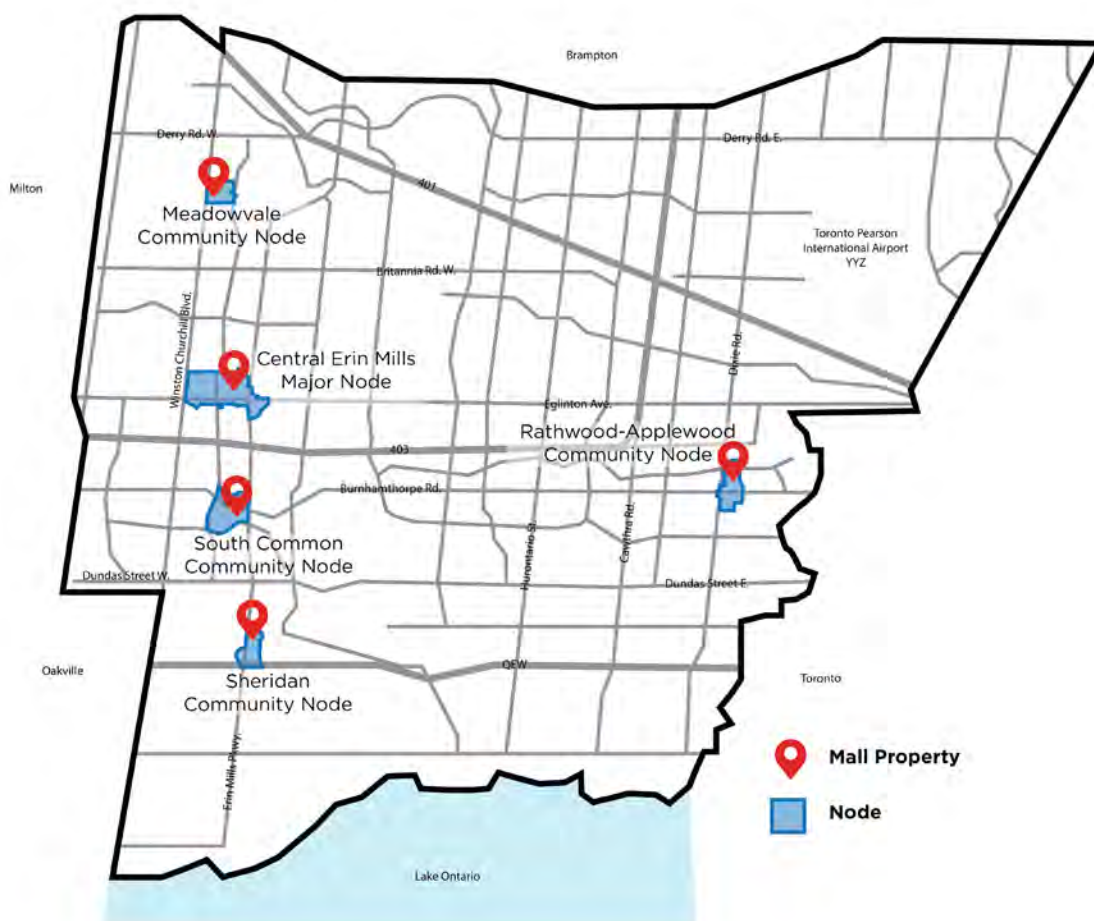 Brampton
Derry Rd. W.
Derry Rd. E.
401
Milton
Meadowvale
Community Node
Toronto Pearson
International Airport
YYZ
Britannia Rd. W.
Winston Churchill Blvd.
Dixie Rd.
Central Erin Mills
Major Node
Eglinton Ave.
Rathwood-Applewood
Community Node
403
Burnhamthorpe Rd.
Cawthra Rd.
Hurontario St.
South Common
Community Node
Dundas Street W.
Dundas Street E.
Oakville
QEW
Toronto
Sheridan
Community Node
Erin Mills Pkwy.
Mall Property
Node
Lake Ontario